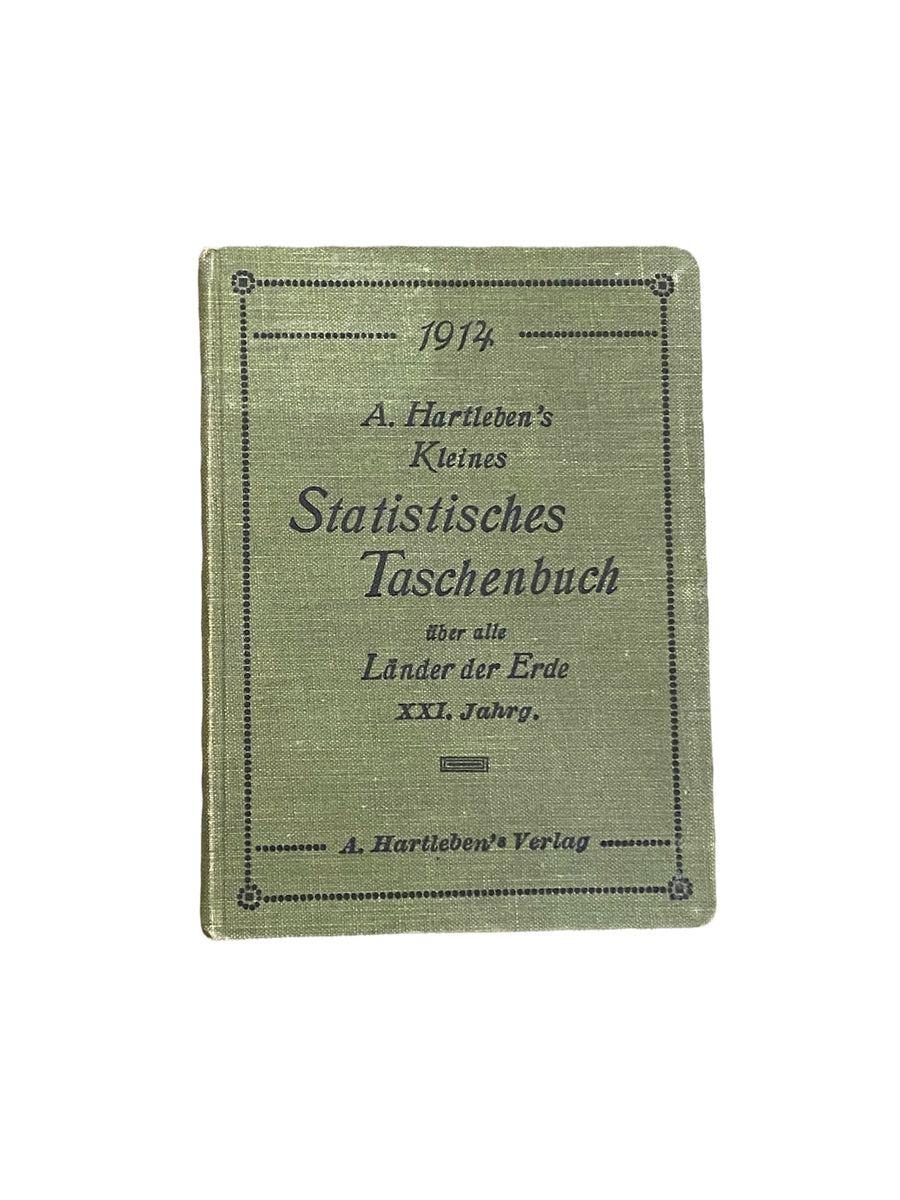 1914
A. Hartleben's
Kleines
Statistisches
Taschenbuch
über alle
Länder der Erde
XXI. Jahrg.
A. Hartleben's Verlag